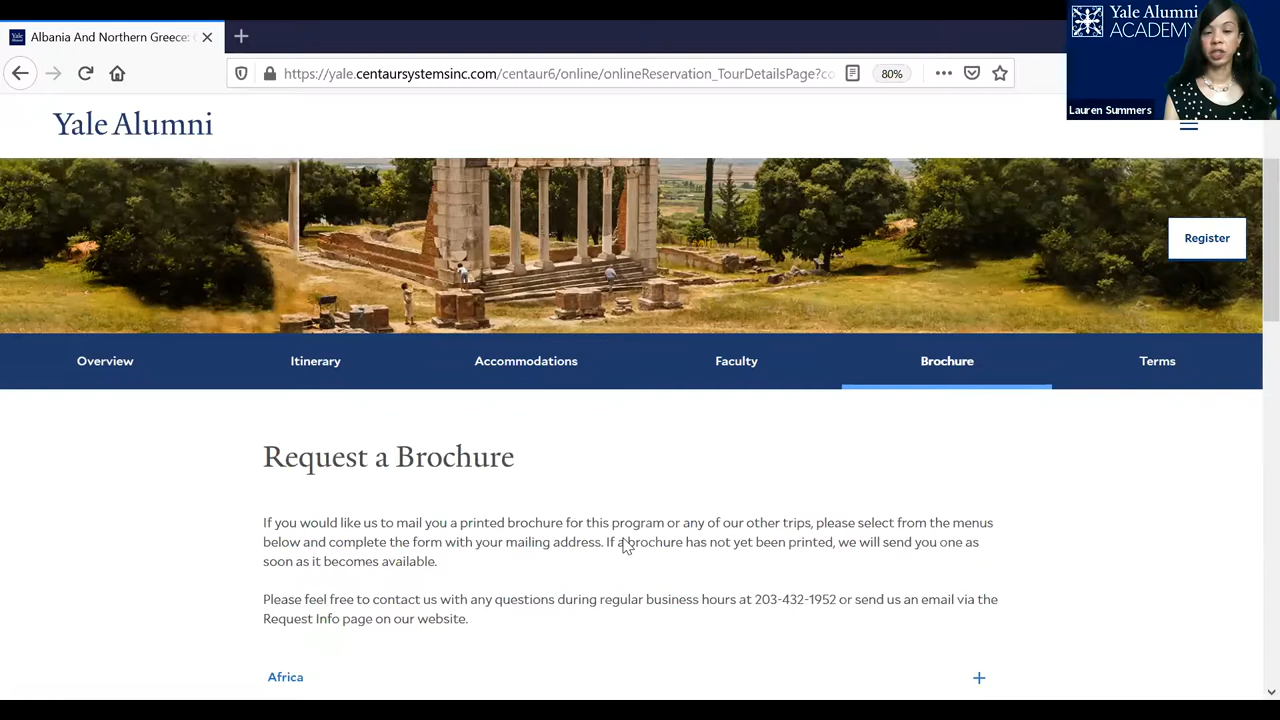 Albania And Northern Greece:
https://yale.centaursystemsinc.com/centaur6/online/onlineReservation_TourDetailsPage?co
80%
Yale Alumni
ACADEMY
Lauren Summers
Yale Alumni
Register
Overview
Itinerary
Accommodations
Faculty
Brochure
Terms
Request a Brochure
If you would like us to mail you a printed brochure for this program or any of our other trips, please select from the menus
below and complete the form with your mailing address. If a brochure has not yet been printed, we will send you one as
soon as it becomes available.
Please feel free to contact us with any questions during regular business hours at 203-432-1952 or send us an email via the
Request Info page on our website.
Africa